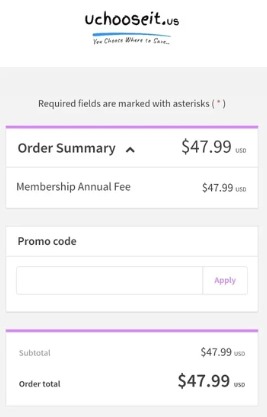 uchooseit.us
You Choose Where to Save...
Required fields are marked with asterisks ( * )
Order Summary $47.99 USD
Membership Annual Fee $47.99 USD
Promo code
Apply
Subtotal $47.99 USD
Order total $47.99 USD